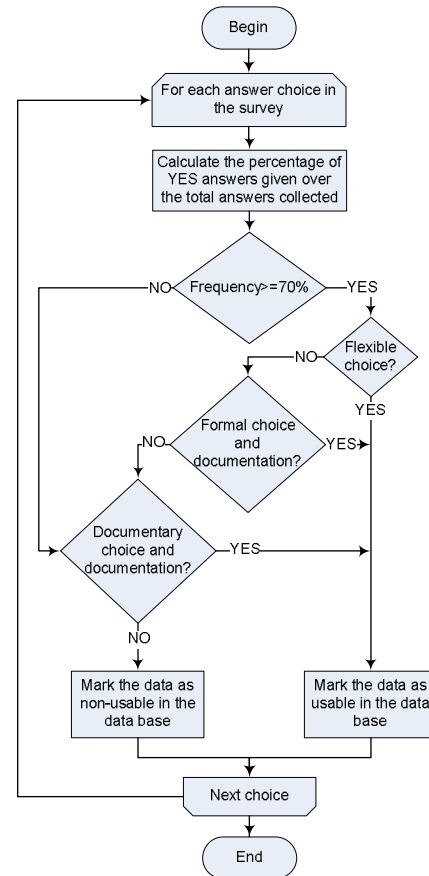 Begin
For each answer choice in
the survey
Calculate the percentage of
YES answers given over
the total answers collected
Frequency>=70%
NO
YES
Flexible
choice?
NO
YES
Formal choice
and
documentation?
NO
YES
Documentary
choice and
documentation?
YES
NO
Mark the data as
non-usable in the
data base
Mark the data as
usable in the data
base
Next choice
End